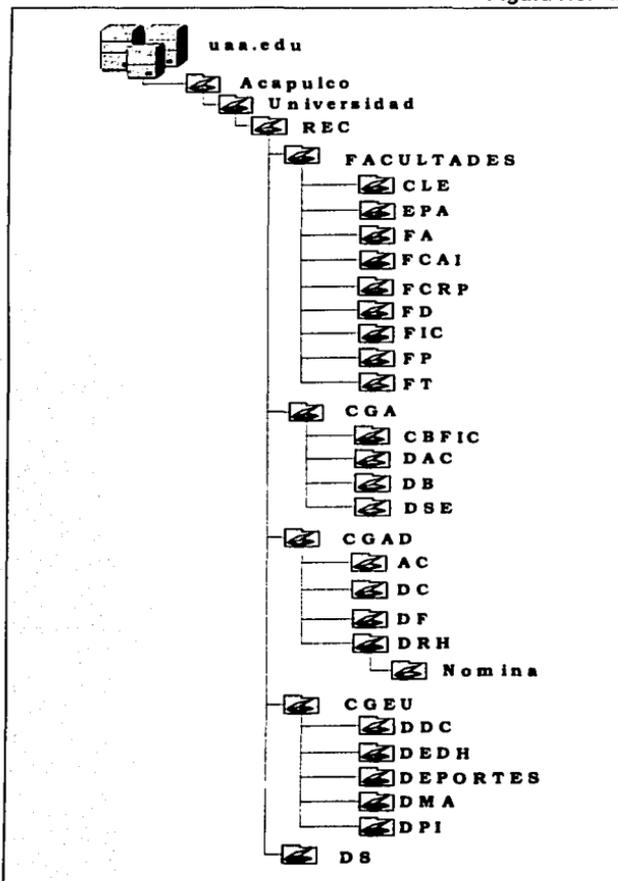 uaa.edu
Acapulco
Universidad
REC
FACULTADES
CLE
EPA
FA
FCAI
FCRP
FD
FIC
FP
FT
CGA
CBFIC
DAC
DB
DSE
CGAD
AC
DC
DF
DRH
Nomina
CGEU
DDC
DEDH
DEPORTES
DMA
DPI
DS